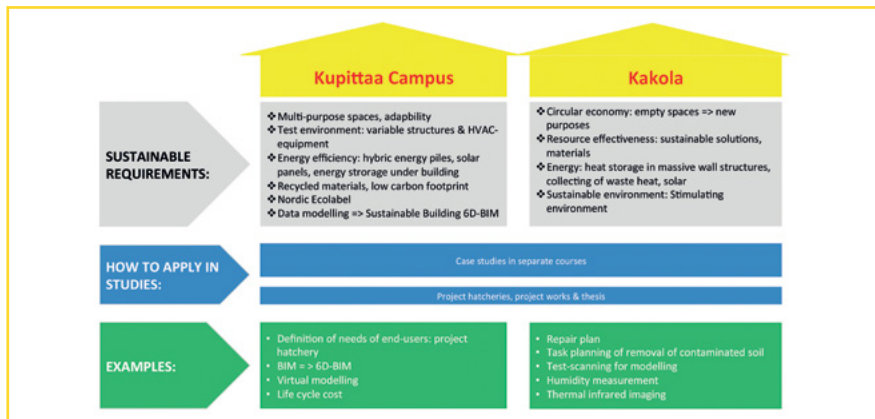 Kupittaa Campus
Kakola
SUSTAINABLE
REQUIREMENTS:
❖Multi-purpose spaces, adapbility
❖Test environment: variable structures & HVAC-
equipment
❖Energy efficiency: hybric energy piles, solar
panels, energy strorage under building
❖Recycled materials, low carbon footprint
❖Nordic Ecolabel
❖Data modelling => Sustainable Building 6D-BIM
❖Circular economy: empty spaces => new
purposes
❖Resource effectiveness: sustainable solutions,
materials
❖Energy: heat storage in massive wall structures,
collecting of waste heat, solar
❖Sustainable environment: Stimulating
environment
HOW TO APPLY IN
STUDIES:
Case studies in separate courses
Project hatcheries, project works & thesis
EXAMPLES:
• Definition of needs of end-users: project
hatchery
• BIM = > 6D-BIM
• Virtual modelling
• Life cycle cost
• Repair plan
• Task planning of removal of contaminated soil
• Test-scanning for modelling
• Humidity measurement
• Thermal infrared imaging